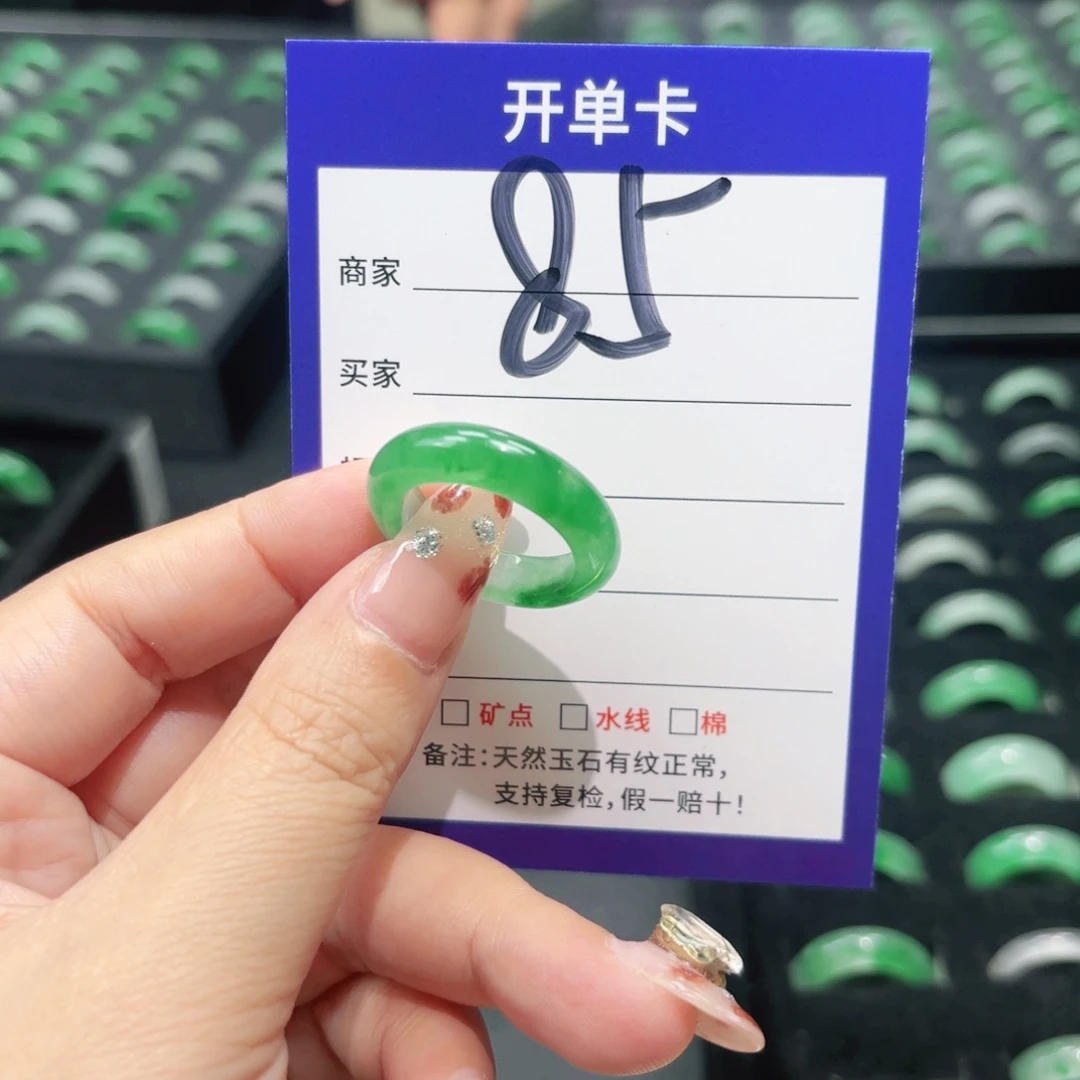 开单卡
85
商家
买家
□ 矿点 □ 水线 □ 棉
备注:天然玉石有纹正常,
支持复检,假一赔十!